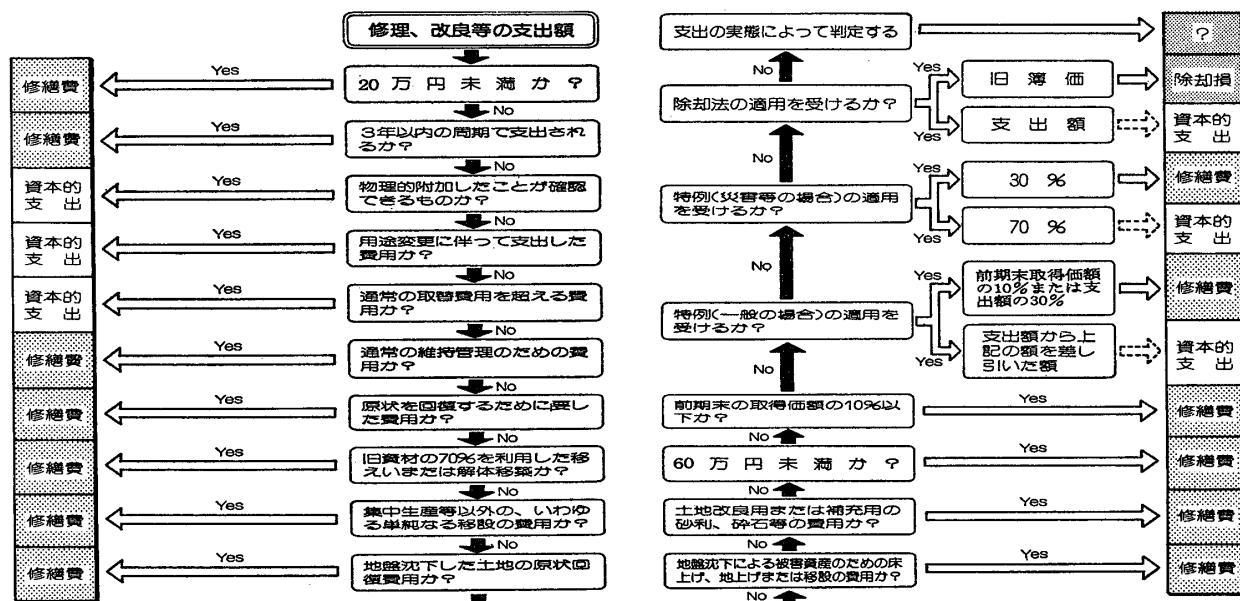 修理、改良等の支出額
修繕費
Yes
20万円未満か？
No
修繕費
Yes
3年以内の周期で支出され
るか？
No
資本的
支出
Yes
物理的附加したことが確認
できるものか？
No
資本的
支出
Yes
用途変更に伴って支出した
費用か？
No
資本的
支出
Yes
通常の取替費用を超える費
用か？
No
修繕費
Yes
通常の維持管理のための費
用か？
No
修繕費
Yes
原状を回復するために要し
た費用か？
No
修繕費
Yes
旧資材の70％を利用した移
えいまたは解体移築か？
No
修繕費
Yes
集中生産等以外の、いわゆ
る単純なる移設の費用か？
No
修繕費
Yes
地盤沈下した土地の原状回
復費用か？
支出の実態によって判定する
？
No
除却法の適用を受けるか？
Yes
旧簿価
除却損
Yes
支出額
資本的
支出
No
特例(災害等の場合)の適用
を受けるか？
Yes
30％
修繕費
Yes
70％
資本的
支出
No
特例(一般の場合)の適用を
受けるか？
Yes
前期末取得価額
の10％または支
出額の30％
修繕費
Yes
支出額から上
記の額を差し
引いた額
資本的
支出
No
前期末の取得価額の10％以
下か？
Yes
修繕費
No
60万円未満か？
Yes
修繕費
No
土地改良用または補充用の
砂利、砕石等の費用か？
Yes
修繕費
No
地盤沈下による被害資産のための床
上げ、地上げまたは移設の費用か？
Yes
修繕費
No